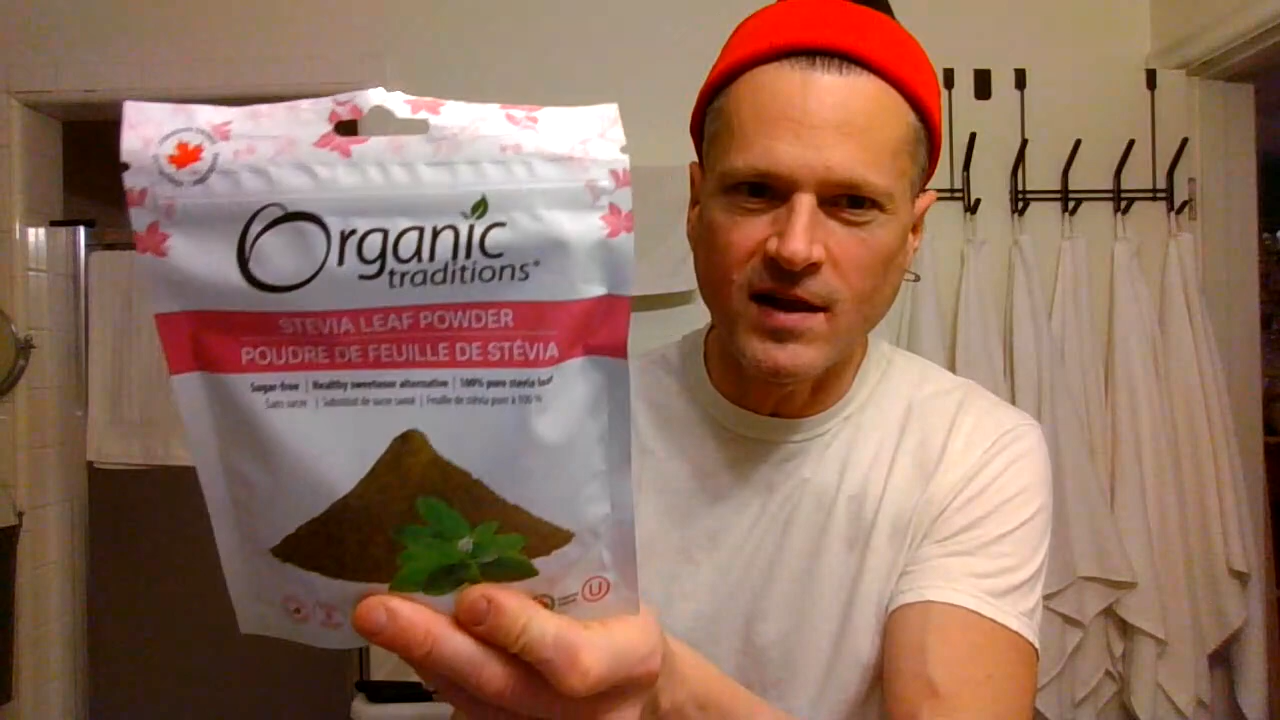 Organic
traditions
STEVIA LEAF POWDER
POUDRE DE FEUILLE DE STÉVIA
Sugar-free | Healthy sweetener alternative | 100% pure stevia leaf
Sans sucre | Substitut de sucre santé | Feuille de stévia pure à 100 %
U